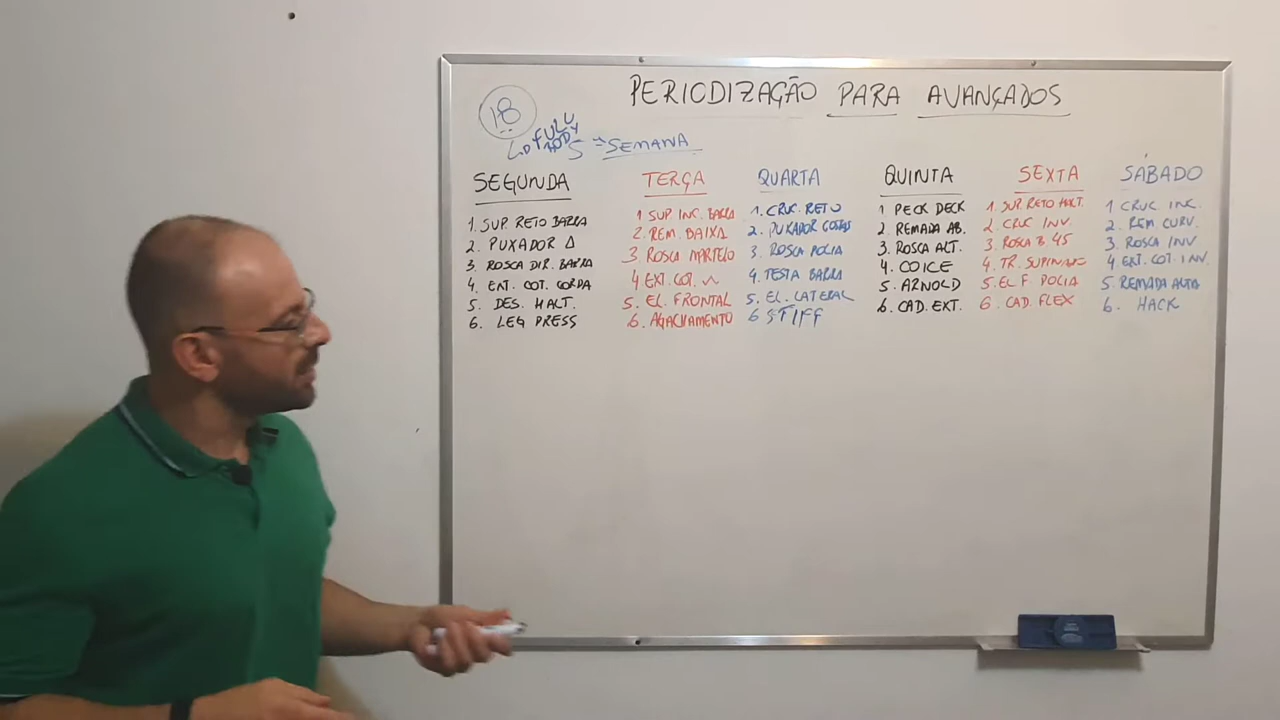 PERIODIZAÇÃO PARA AVANÇADOS
18
FULL
BODY
5 => SEMANA
SEGUNDA
1. SUP. RETO BARRA
2. PUXADOR Δ
3. ROSCA DIR. BARRA
4. EXT. COT. CORDA
5. DES. HALT.
6. LEG PRESS
TERÇA
1 SUP INC. BARRA
2. REM. BAIXA
3. ROSCA MARTELO
4. EXT. COT.
5. EL. FRONTAL
6. AGACHAMENTO
QUARTA
1. CRUC. RETO
2. PUXADOR COSTAS
3. ROSCA POLIA
4. TESTA BARRA
5. EL. LATERAL
6 STIFF
QUINTA
1 PECK DECK
2. REMADA AB.
3. ROSCA ALT.
4. COICE
5. ARNOLD
6. CAD. EXT.
SEXTA
1. SUP. RETO HALT.
2. CRUC INV.
3. ROSCA B 45
4. TR. SUPINADO
5. EL F. POLIA
6. CAD. FLEX
SÁBADO
1 CRUC INC.
2. REM. CURV.
3. ROSCA INV
4 EXT. COT. INV.
5. REMADA ALTA
6. HACK